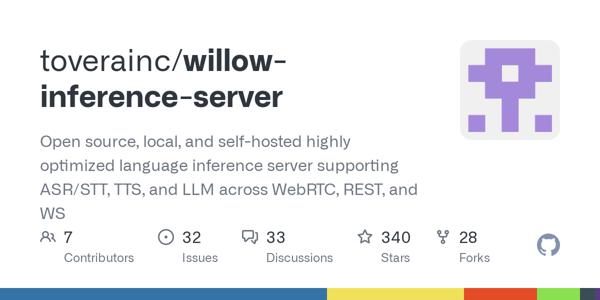 toverainc/willow-
inference-server
Open source, local, and self-hosted highly
optimized language inference server supporting
ASR/STT, TTS, and LLM across WebRTC, REST, and
WS
7 32 33 340 28
Contributors Issues Discussions Stars Forks